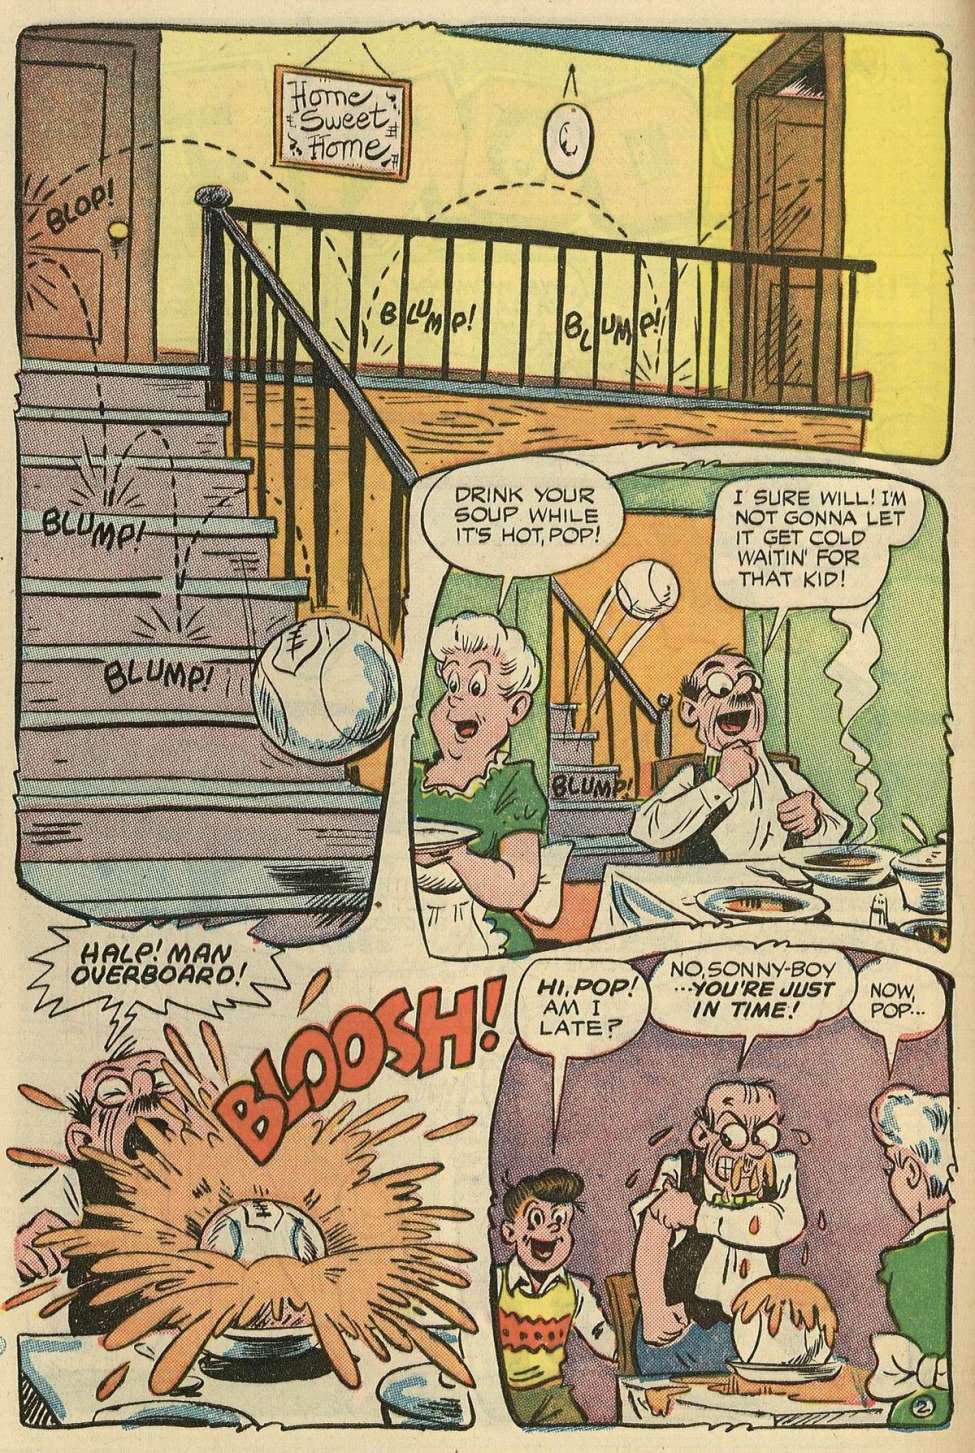 Home
Sweet
Home
BLOP!
BLUMP!
BLUMP!
BLUMP!
BLUMP!
DRINK YOUR
SOUP WHILE
IT'S HOT, POP!
I SURE WILL! I'M
NOT GONNA LET
IT GET COLD
WAITIN' FOR
THAT KID!
BLUMP!
HALP! MAN
OVERBOARD!
BLOOSH!
HI, POP!
AM I
LATE?
NO, SONNY-BOY
...YOU'RE JUST
IN TIME!
NOW,
POP...
2